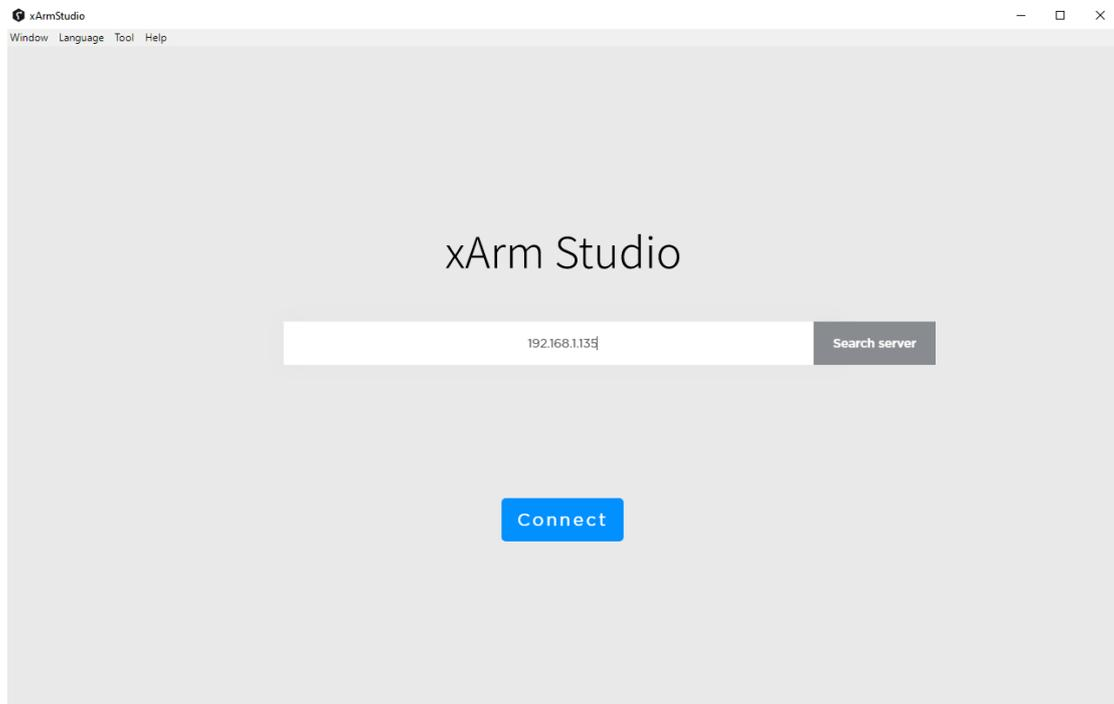 xArmStudio
Window Language Tool Help
xArm Studio
192.168.1.135 Search server
Connect